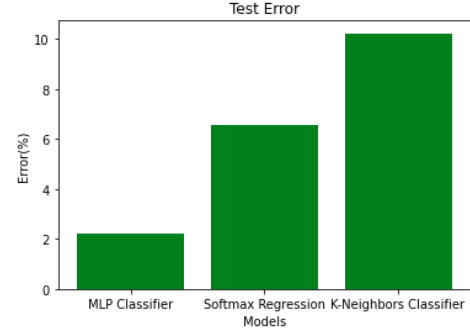 Test Error
10
8
6
4
2
0
Error(%)
MLP Classifier
Softmax Regression
K-Neighbors Classifier
Models